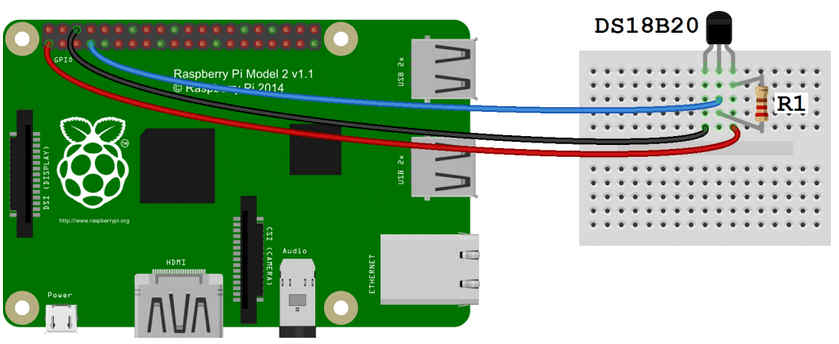 DS18B20
GPIO
Raspberry Pi Model 2 v1.1
© Raspberry Pi 2014
USB 2x
R1
DSI (DISPLAY)
TM
http://www.raspberrypi.org
USB 2x
CSI (CAMERA)
HDMI
Audio
ETHERNET
Power